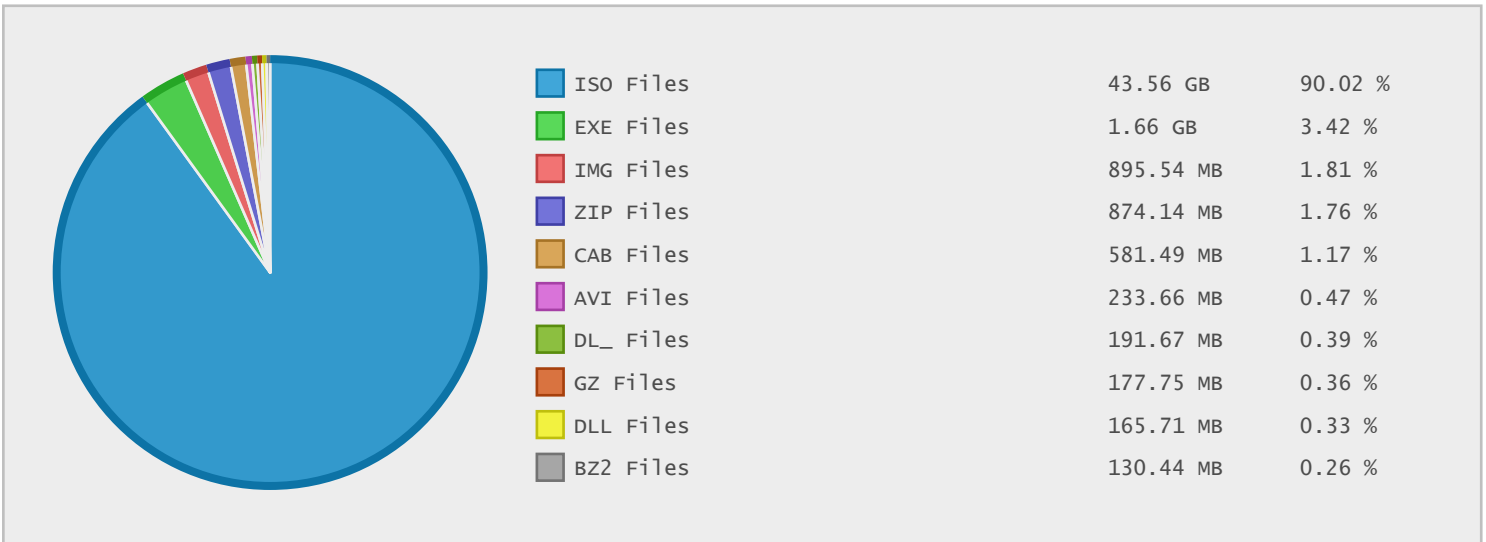 ISO Files 43.56 GB 90.02 %
EXE Files 1.66 GB 3.42 %
IMG Files 895.54 MB 1.81 %
ZIP Files 874.14 MB 1.76 %
CAB Files 581.49 MB 1.17 %
AVI Files 233.66 MB 0.47 %
DL_ Files 191.67 MB 0.39 %
GZ Files 177.75 MB 0.36 %
DLL Files 165.71 MB 0.33 %
BZ2 Files 130.44 MB 0.26 %